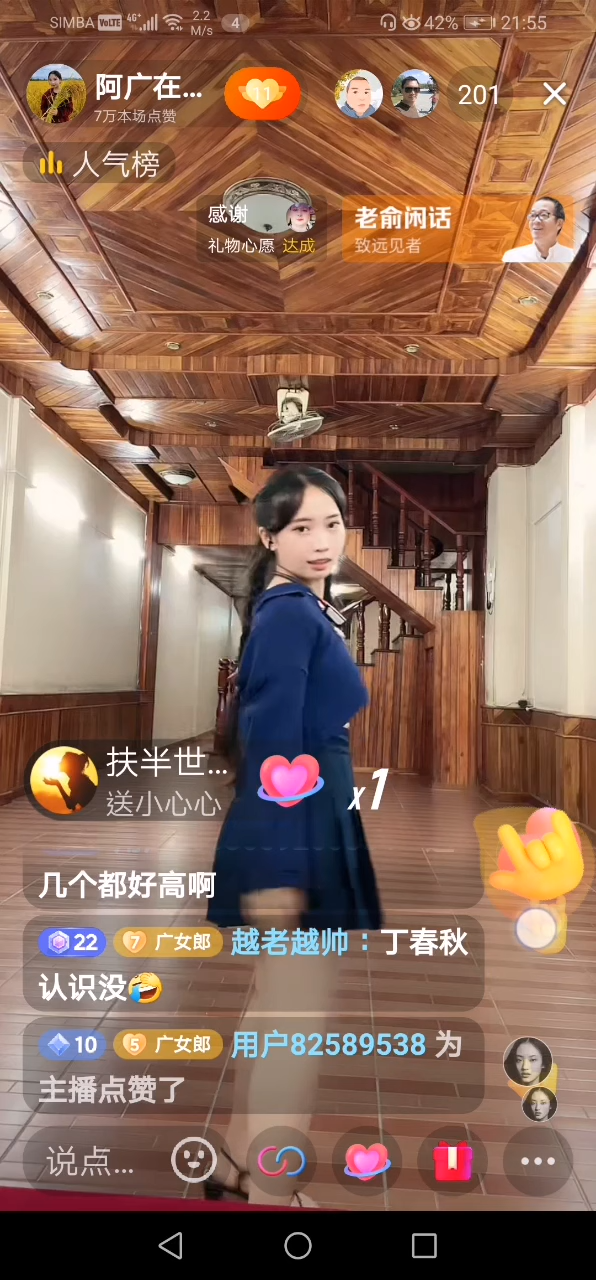 SIMBA VoLTE 4G 2.2 M/s 4 42% 21:55
阿广在... 11 201
7万本场点赞
人气榜
感谢
礼物心愿 达成
老俞闲话
致远见者
扶半世...
送小心心 x1
几个都好高啊
22 7 广女郎 越老越帅：丁春秋
认识没🤣
10 5 广女郎 用户82589538 为
主播点赞了
说点...